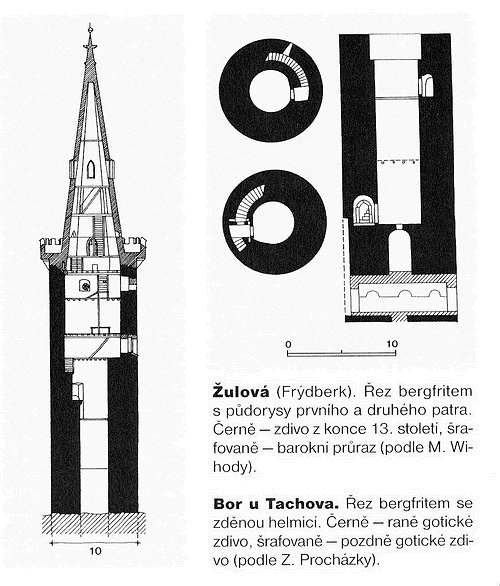 0
10
Žulová (Frýdberk). Řez bergfritem
s půdorysy prvního a druhého patra.
Černě – zdivo z konce 13. století, šra-
fovaně – barokní průraz (podle M. Wi-
hody).
Bor u Tachova. Řez bergfritem se
zděnou helmicí. Černě – raně gotické
zdivo, šrafovaně – pozdně gotické zdi-
vo (podle Z. Procházky).
10